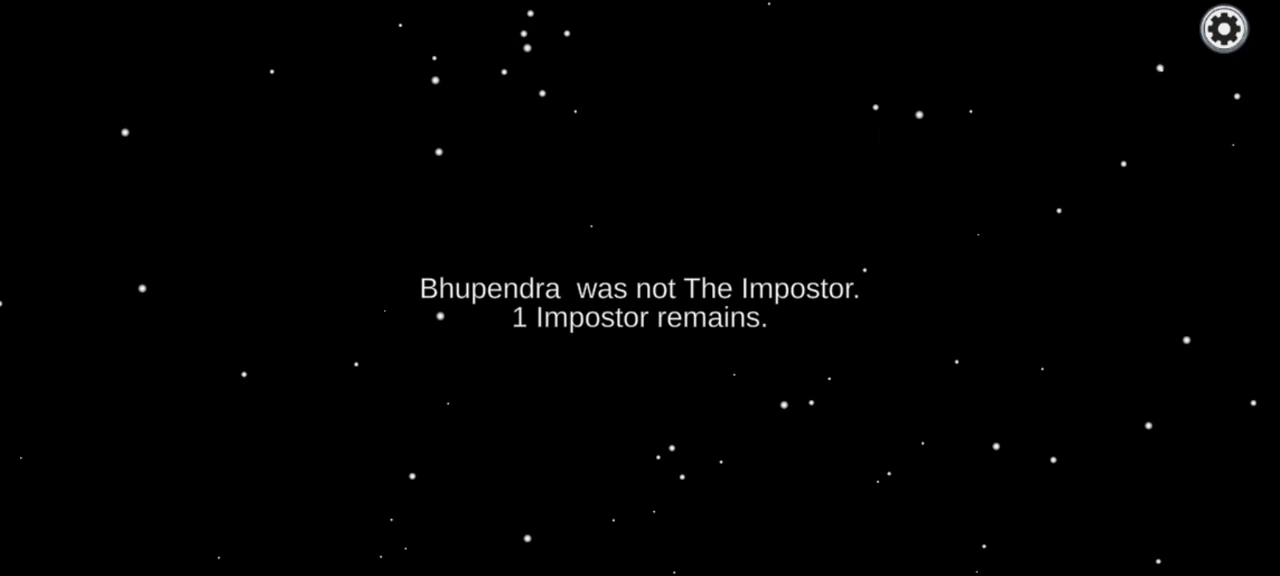 Bhupendra  was not The Impostor.
1 Impostor remains.